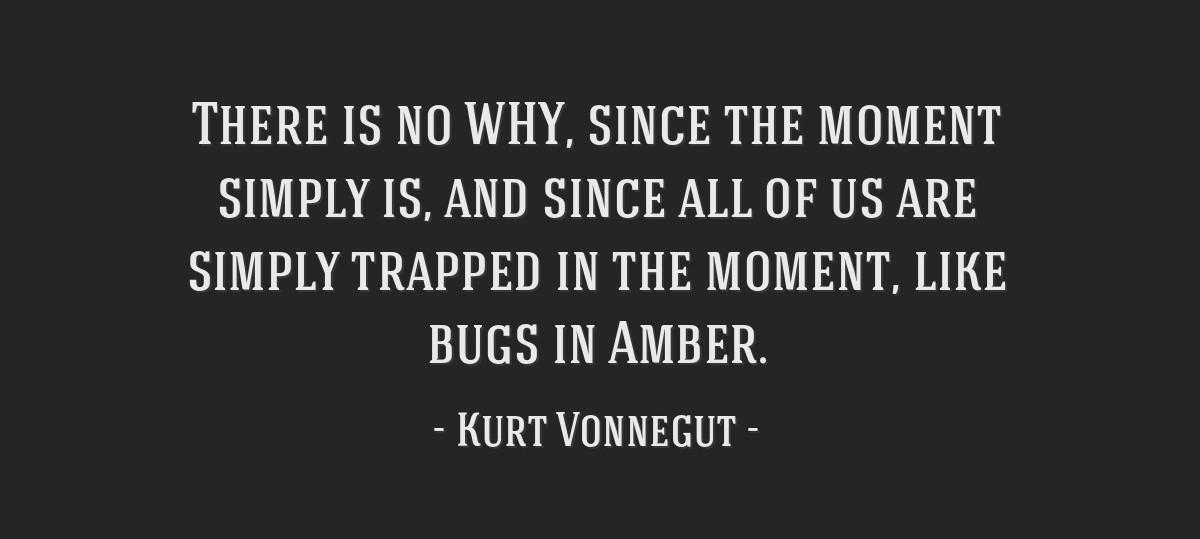 There is no WHY, since the moment
simply is, and since all of us are
simply trapped in the moment, like
bugs in Amber.
- Kurt Vonnegut -